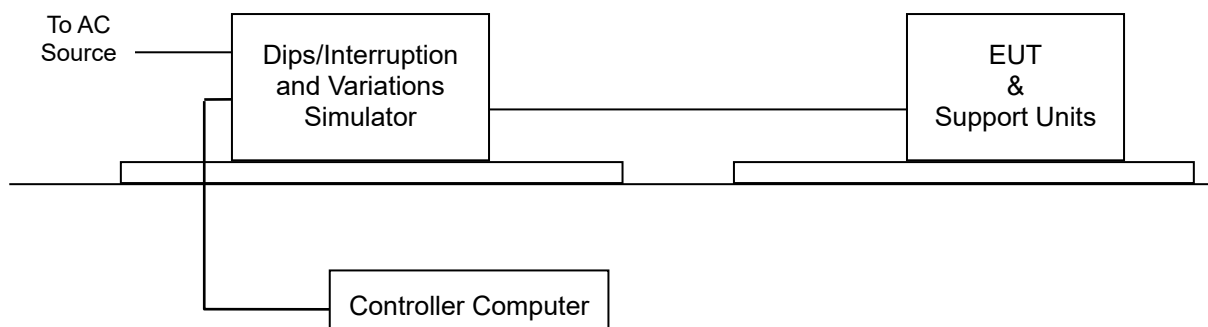 To AC
Source
Dips/Interruption
and Variations
Simulator
EUT
&
Support Units
Controller Computer